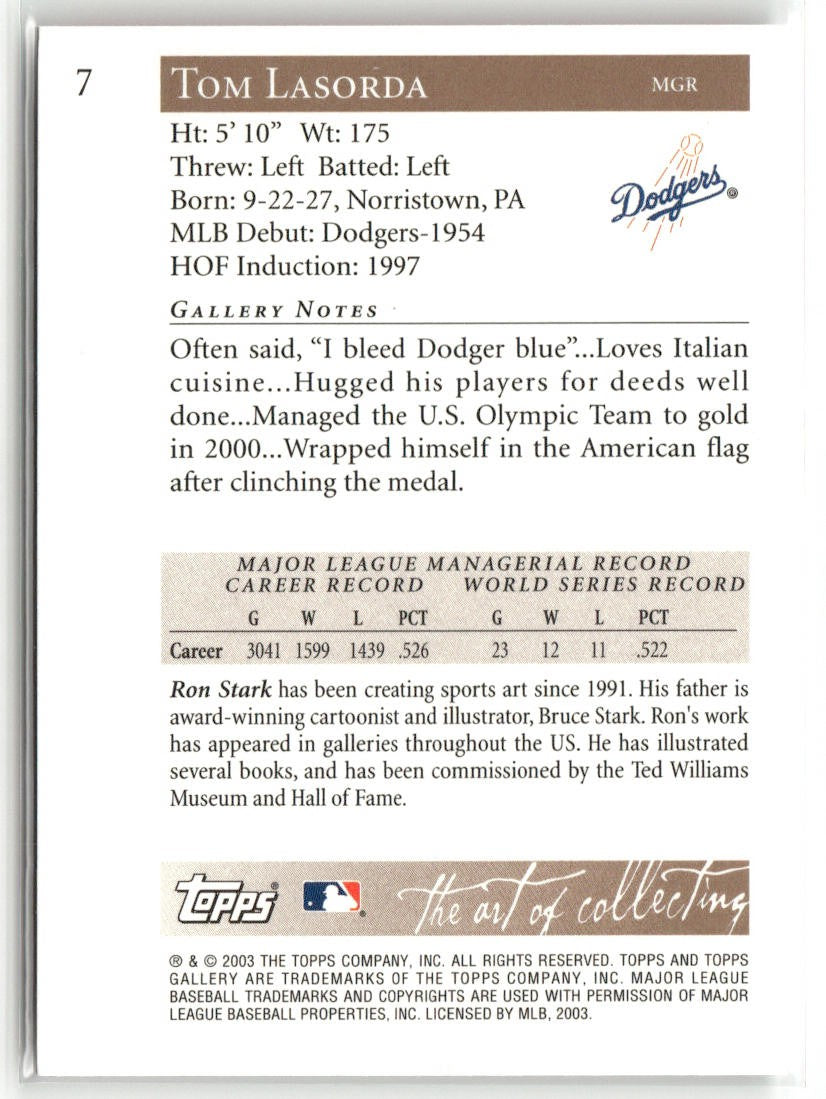 7
TOM LASORDA MGR
Ht: 5’ 10” Wt: 175
Threw: Left Batted: Left
Born: 9-22-27, Norristown, PA
MLB Debut: Dodgers-1954
HOF Induction: 1997
Dodgers
GALLERY NOTES
Often said, “I bleed Dodger blue”...Loves Italian
cuisine...Hugged his players for deeds well
done...Managed the U.S. Olympic Team to gold
in 2000...Wrapped himself in the American flag
after clinching the medal.
MAJOR LEAGUE MANAGERIAL RECORD
CAREER RECORD WORLD SERIES RECORD
G W L PCT G W L PCT
Career 3041 1599 1439 .526 23 12 11 .522
Ron Stark has been creating sports art since 1991. His father is
award-winning cartoonist and illustrator, Bruce Stark. Ron's work
has appeared in galleries throughout the US. He has illustrated
several books, and has been commissioned by the Ted Williams
Museum and Hall of Fame.
Topps ® the art of collecting
® & © 2003 THE TOPPS COMPANY, INC. ALL RIGHTS RESERVED. TOPPS AND TOPPS
GALLERY ARE TRADEMARKS OF THE TOPPS COMPANY, INC. MAJOR LEAGUE
BASEBALL TRADEMARKS AND COPYRIGHTS ARE USED WITH PERMISSION OF MAJOR
LEAGUE BASEBALL PROPERTIES, INC. LICENSED BY MLB, 2003.